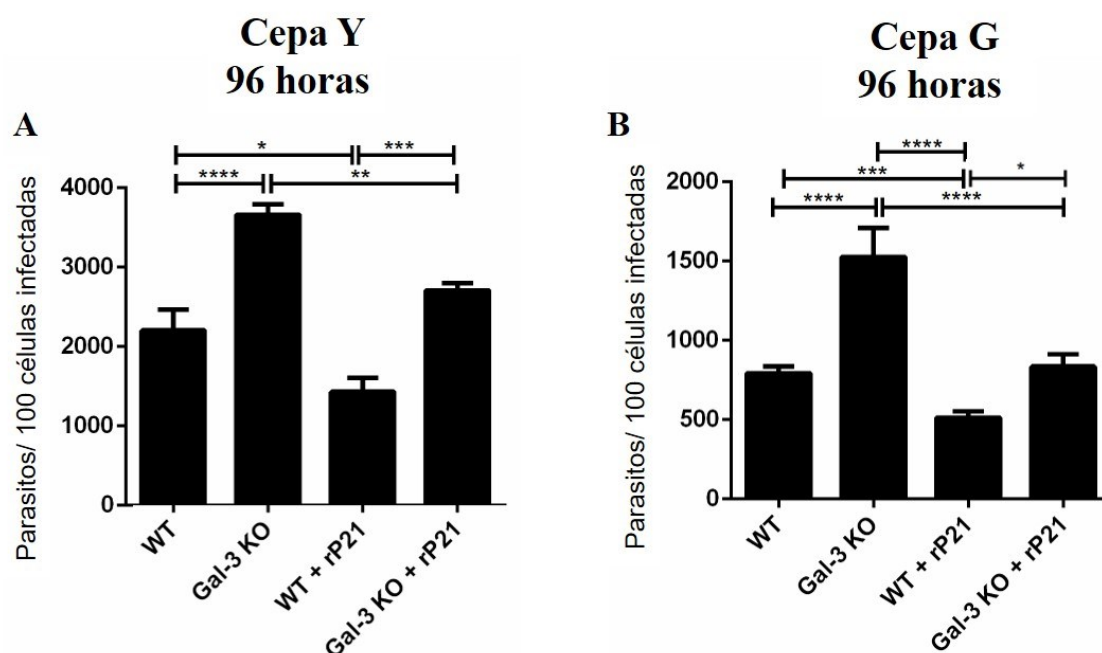 Cepa Y
96 horas
A
* ***
**** **
Parasitos/ 100 células infectadas
4000
3000
2000
1000
0
WT
Gal-3 KO
WT + rP21
Gal-3 KO + rP21
Cepa G
96 horas
B
****
*** *
**** ****
Parasitos/ 100 células infectadas
2000
1500
1000
500
0
WT
Gal-3 KO
WT + rP21
Gal-3 KO + rP21